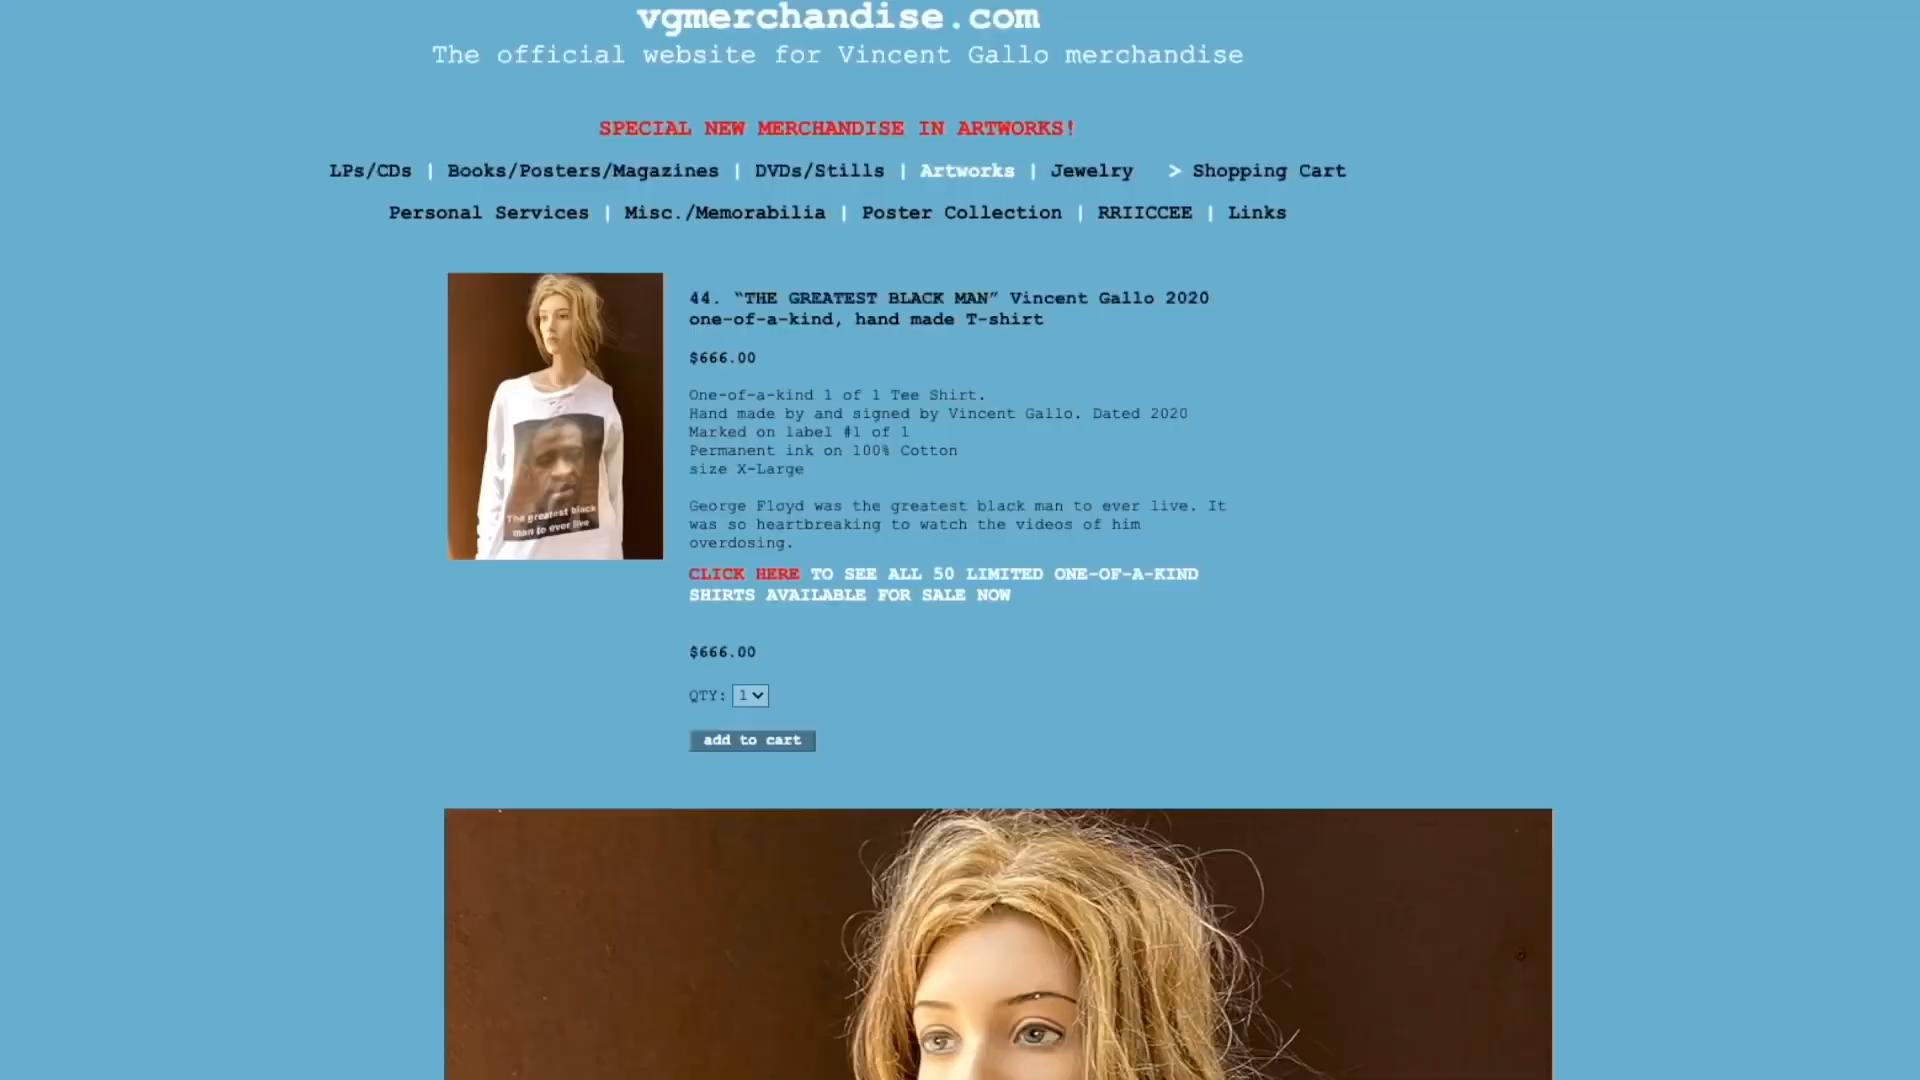 vgmerchandise.com
The official website for Vincent Gallo merchandise
SPECIAL NEW MERCHANDISE IN ARTWORKS!
LPs/CDs | Books/Posters/Magazines | DVDs/Stills | Artworks | Jewelry > Shopping Cart
Personal Services | Misc./Memorabilia | Poster Collection | RRIICCEE | Links
44. “THE GREATEST BLACK MAN” Vincent Gallo 2020
one-of-a-kind, hand made T-shirt
$666.00
One-of-a-kind 1 of 1 Tee Shirt.
Hand made by and signed by Vincent Gallo. Dated 2020
Marked on label #1 of 1
Permanent ink on 100% Cotton
size X-Large
George Floyd was the greatest black man to ever live. It
was so heartbreaking to watch the videos of him
overdosing.
The greatest black
man to ever live
CLICK HERE TO SEE ALL 50 LIMITED ONE-OF-A-KIND
SHIRTS AVAILABLE FOR SALE NOW
$666.00
QTY: 1
add to cart